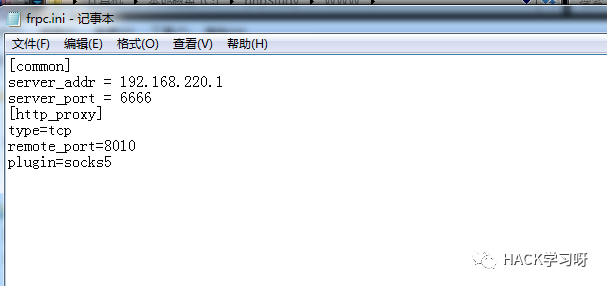 frpc.ini - 记事本
文件(F) 编辑(E) 格式(O) 查看(V) 帮助(H)
[common]
server_addr = 192.168.220.1
server_port = 6666
[http_proxy]
type=tcp
remote_port=8010
plugin=socks5
HACK学习呀